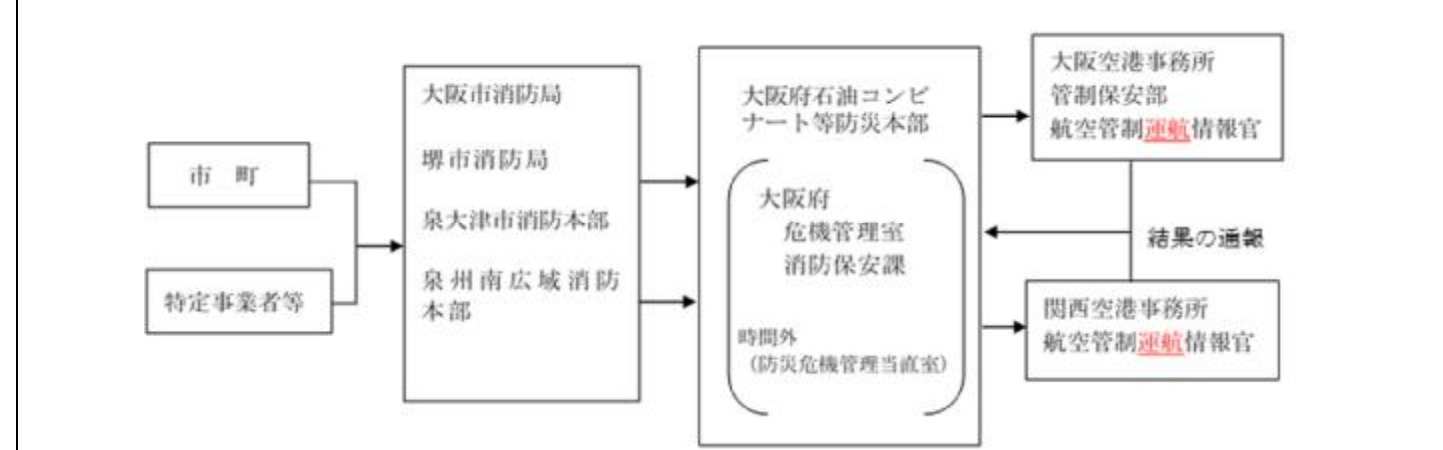 市　町
特定事業者等
大阪市消防局
堺市消防局
泉大津市消防本部
泉州南広域消防
本部
大阪府石油コンビ
ナート等防災本部
大阪府
危機管理室
消防保安課
時間外
（防災危機管理当直室）
大阪空港事務所
管制保安部
航空管制運航情報官
結果の通報
関西空港事務所
航空管制運航情報官